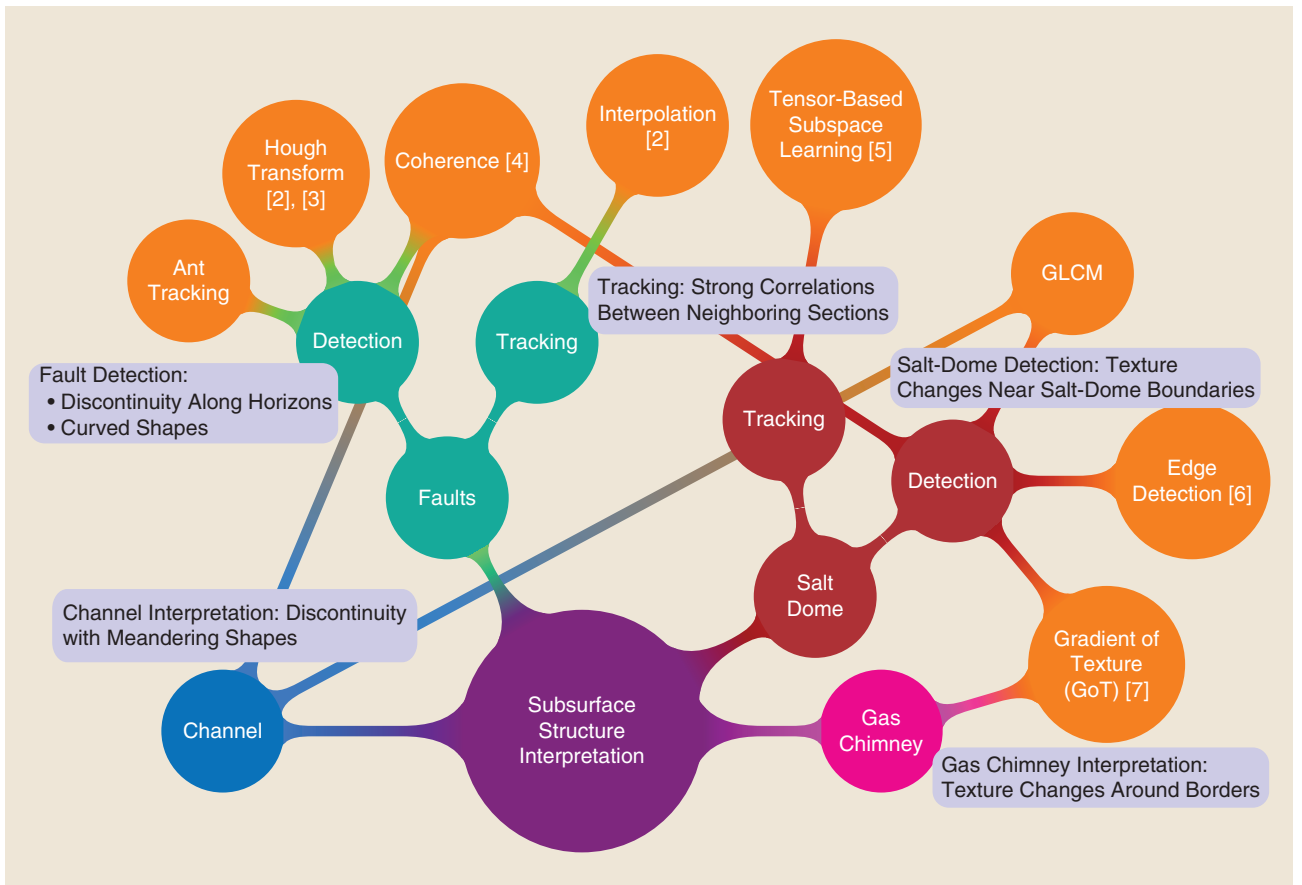 Tensor-Based
Subspace
Learning [5]
Interpolation
[2]
Hough
Transform
[2], [3]
Coherence [4]
Ant
Tracking
GLCM
Tracking: Strong Correlations
Between Neighboring Sections
Detection
Tracking
Salt-Dome Detection: Texture
Changes Near Salt-Dome Boundaries
Fault Detection:
• Discontinuity Along Horizons
• Curved Shapes
Tracking
Detection
Edge
Detection [6]
Faults
Salt
Dome
Channel Interpretation: Discontinuity
with Meandering Shapes
Gradient of
Texture
(GoT) [7]
Subsurface
Structure
Interpretation
Channel
Gas
Chimney
Gas Chimney Interpretation:
Texture Changes Around Borders